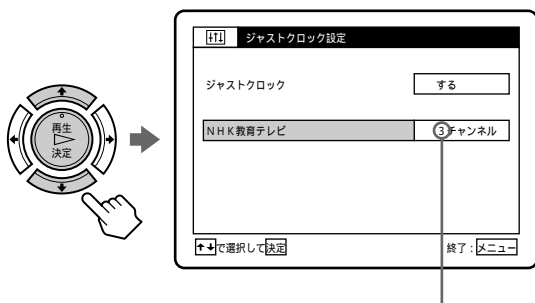 ジャストクロック設定
ジャストクロック する
再生
決定
NHK教育テレビ 3チャンネル
↑↓で選択して決定 終了:メニュー